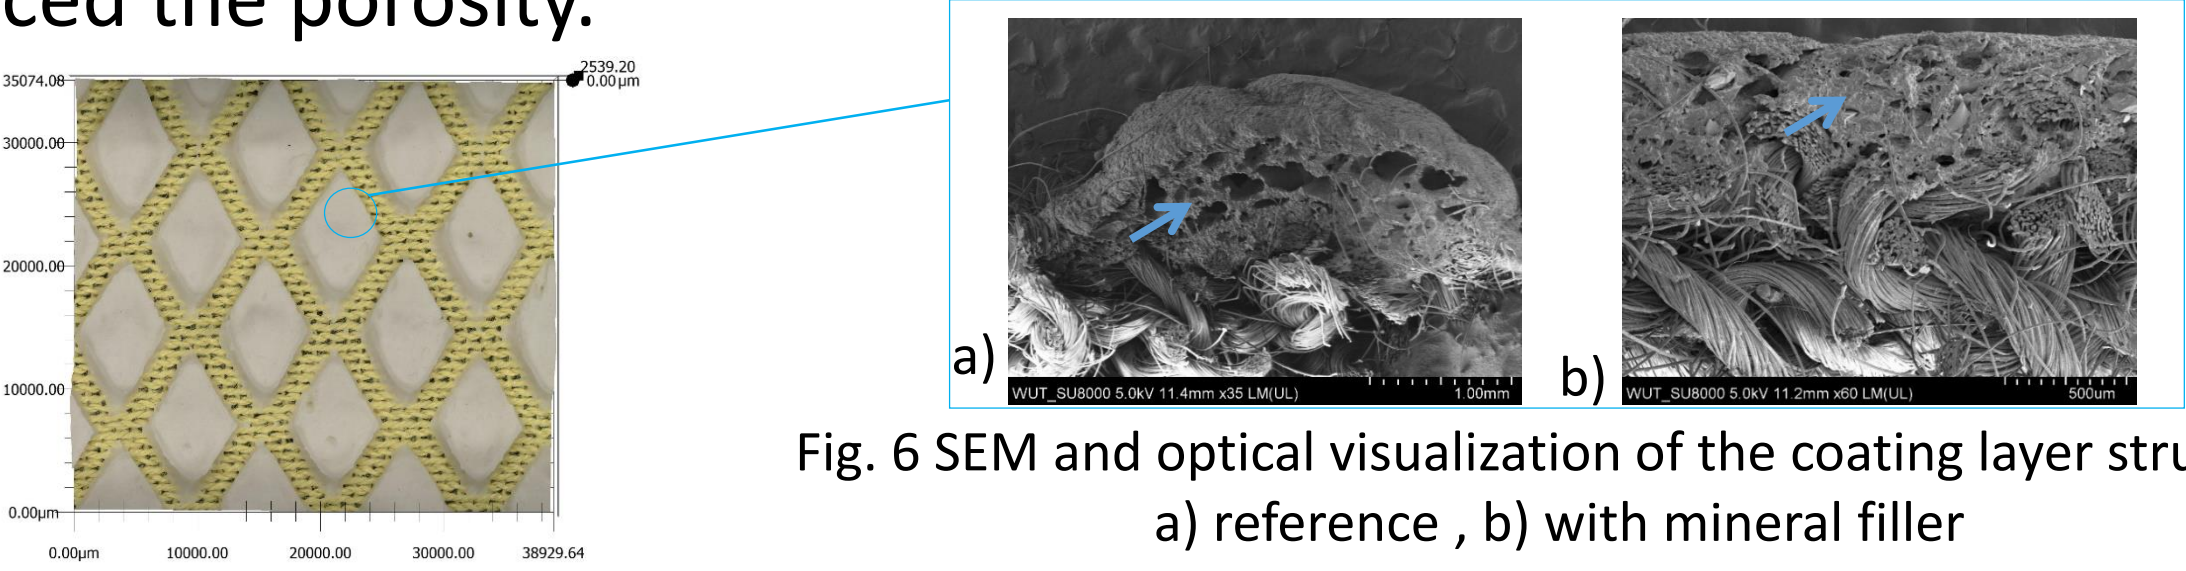 ced the porosity.
2539.20
0.00µm
35074.08
30000.00
20000.00
10000.00
0.00µm
0.00µm 10000.00 20000.00 30000.00 38929.64
a)
WUT_SU8000 5.0kV 11.4mm x35 LM(UL) 1.00mm
b)
WUT_SU8000 5.0kV 11.2mm x60 LM(UL) 500um
Fig. 6 SEM and optical visualization of the coating layer stru
a) reference , b) with mineral filler